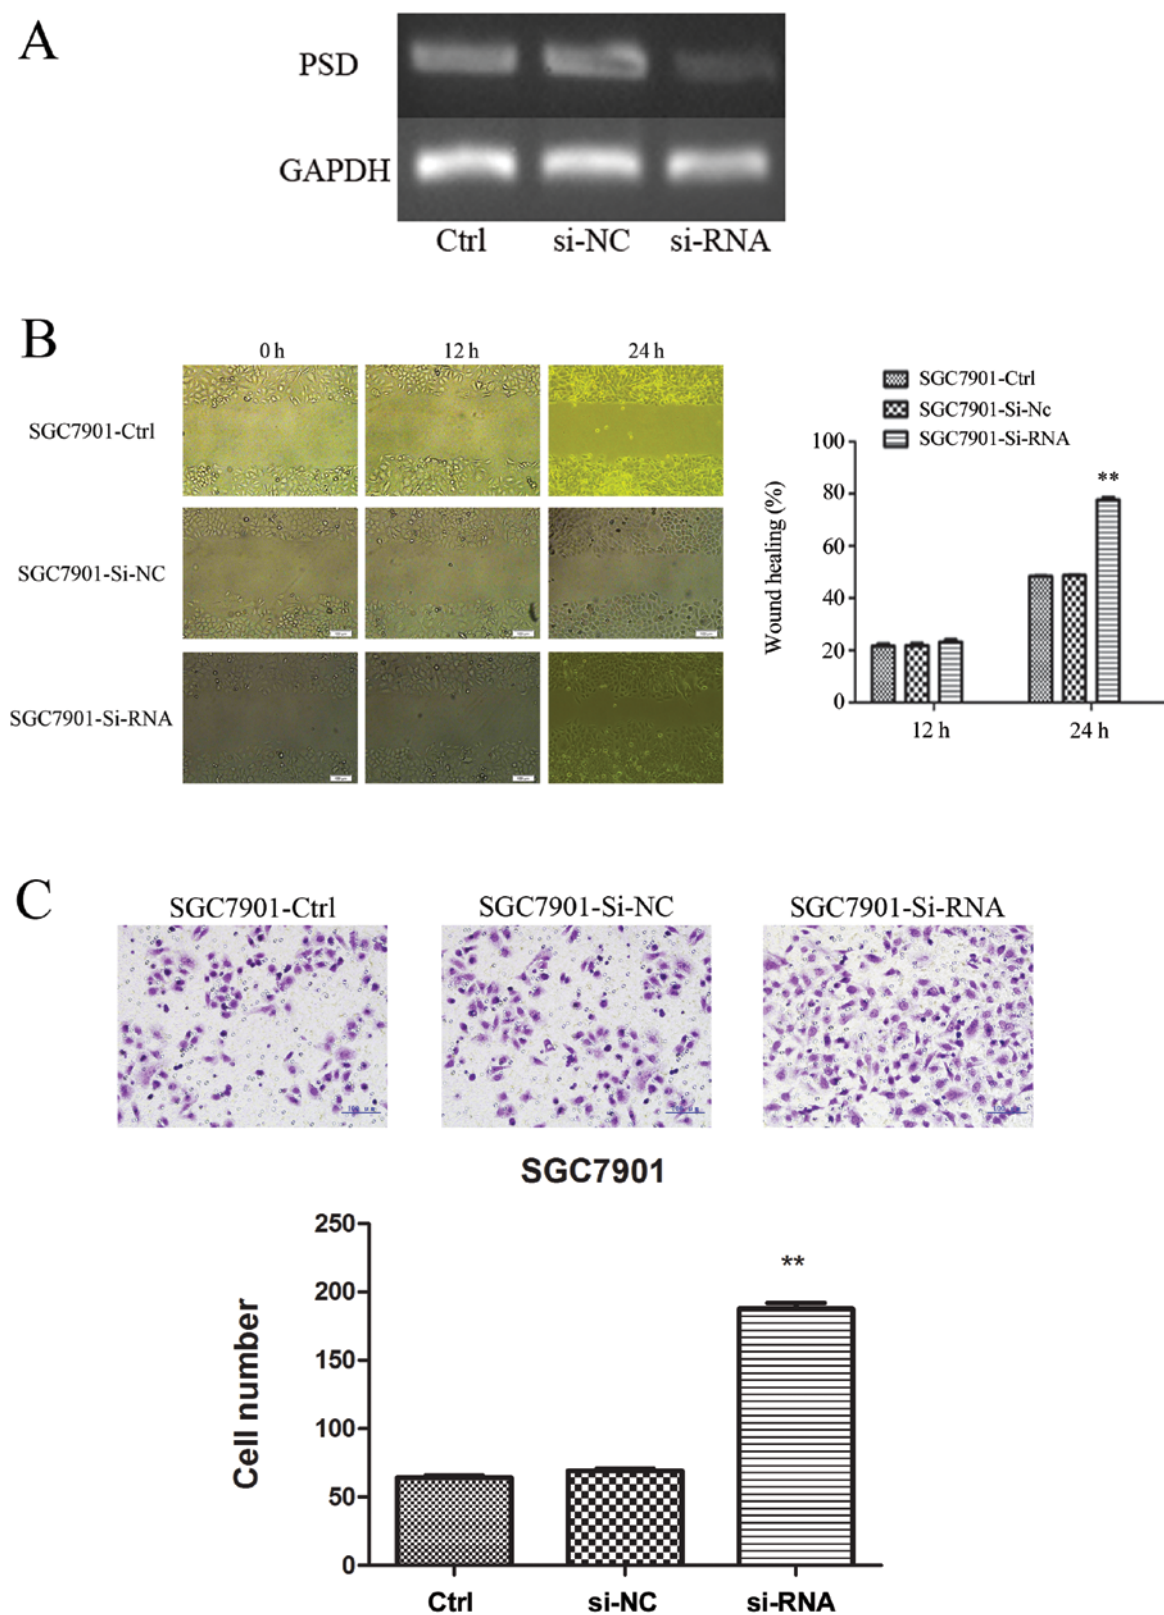 A
PSD
GAPDH
Ctrl si-NC si-RNA
B
0 h 12 h 24 h
SGC7901-Ctrl
SGC7901-Si-NC
SGC7901-Si-RNA
SGC7901-Ctrl
SGC7901-Si-Nc
SGC7901-Si-RNA
Wound healing (%)
100
80
60
40
20
0
**
12 h 24 h
C
SGC7901-Ctrl SGC7901-Si-NC SGC7901-Si-RNA
SGC7901
Cell number
250
200
150
100
50
0
**
Ctrl si-NC si-RNA